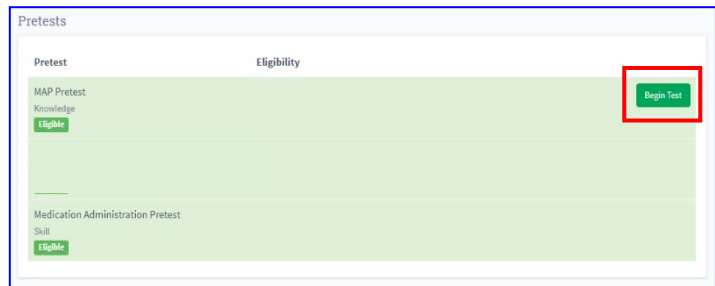 Pretests
Pretest Eligibility
MAP Pretest
Begin Test
Knowledge
Eligible
Medication Administration Pretest
Skill
Eligible